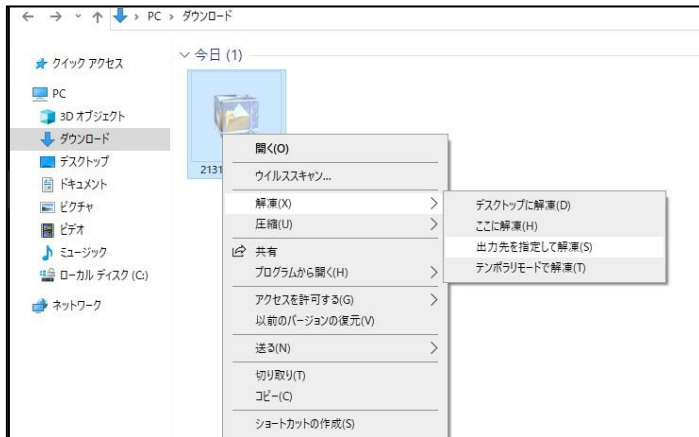 PC › ダウンロード
クイック アクセス
PC
3D オブジェクト
ダウンロード
デスクトップ
ドキュメント
ピクチャ
ビデオ
ミュージック
ローカル ディスク (C:)
ネットワーク
今日 (1)
2131
開く(O)
ウイルススキャン...
解凍(X)
圧縮(U)
共有
プログラムから開く(H)
アクセスを許可する(G)
以前のバージョンの復元(V)
送る(N)
切り取り(T)
コピー(C)
ショートカットの作成(S)
デスクトップに解凍(D)
ここに解凍(H)
出力先を指定して解凍(S)
テンポラリモードで解凍(T)